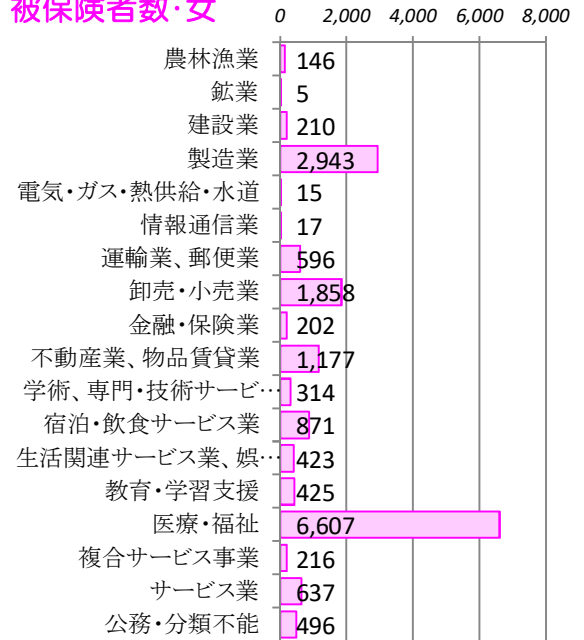 被保険者数･女
0 2,000 4,000 6,000 8,000
農林漁業 146
鉱業 5
建設業 210
製造業 2,943
電気・ガス・熱供給・水道 15
情報通信業 17
運輸業、郵便業 596
卸売・小売業 1,858
金融・保険業 202
不動産業、物品賃貸業 1,177
学術、専門・技術サービ… 314
宿泊・飲食サービス業 871
生活関連サービス業、娯… 423
教育・学習支援 425
医療・福祉 6,607
複合サービス事業 216
サービス業 637
公務・分類不能 496